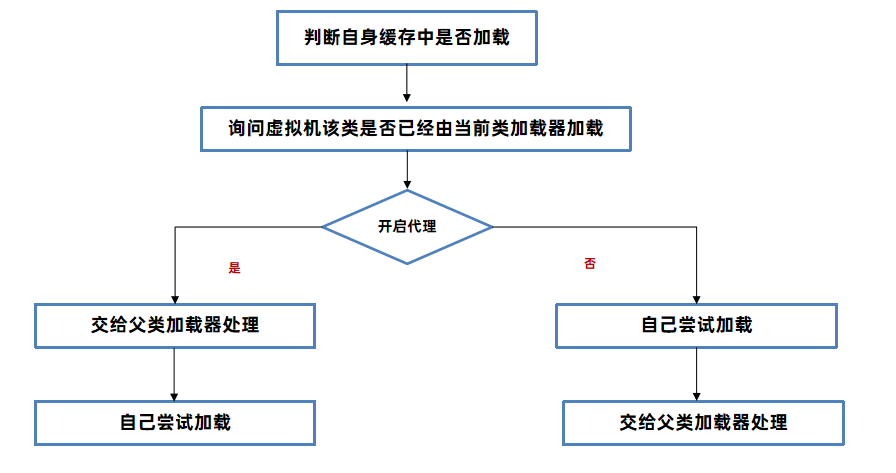 判断自身缓存中是否加载
询问虚拟机该类是否已经由当前类加载器加载
开启代理
是
否
交给父类加载器处理
自己尝试加载
自己尝试加载
交给父类加载器处理